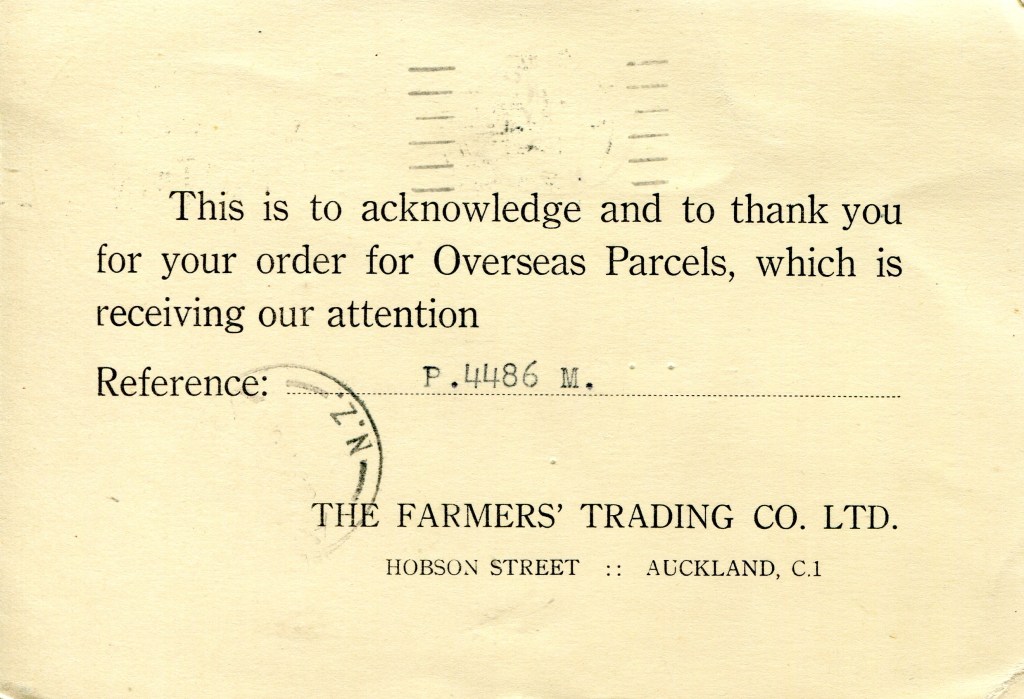 This is to acknowledge and to thank you
for your order for Overseas Parcels, which is
receiving our attention
Reference: P.4486 M.
N.Z.
THE FARMERS' TRADING CO. LTD.
HOBSON STREET :: AUCKLAND, C.1